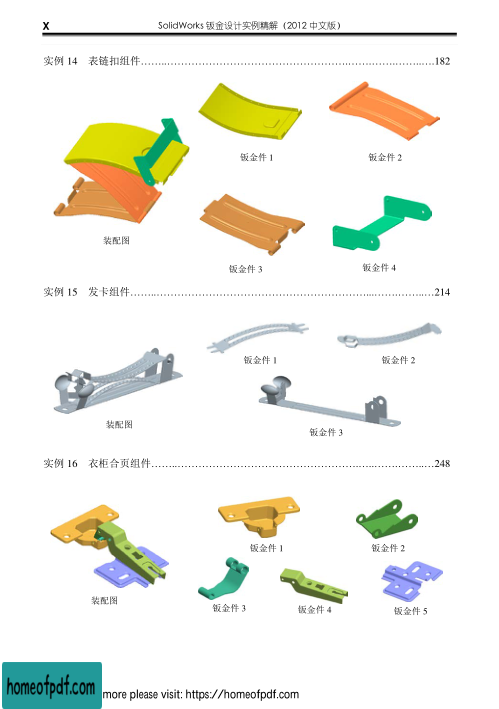 X SolidWorks 钣金设计实例精解（2012 中文版）
实例 14 表链扣组件……………………………………………………………………182
钣金件 1 钣金件 2
装配图
钣金件 3 钣金件 4
实例 15 发卡组件………………………………………………………………………214
钣金件 1 钣金件 2
装配图
钣金件 3
实例 16 衣柜合页组件…………………………………………………………………248
钣金件 1 钣金件 2
装配图
钣金件 3 钣金件 4 钣金件 5
homeofpdf.com more please visit: https://homeofpdf.com